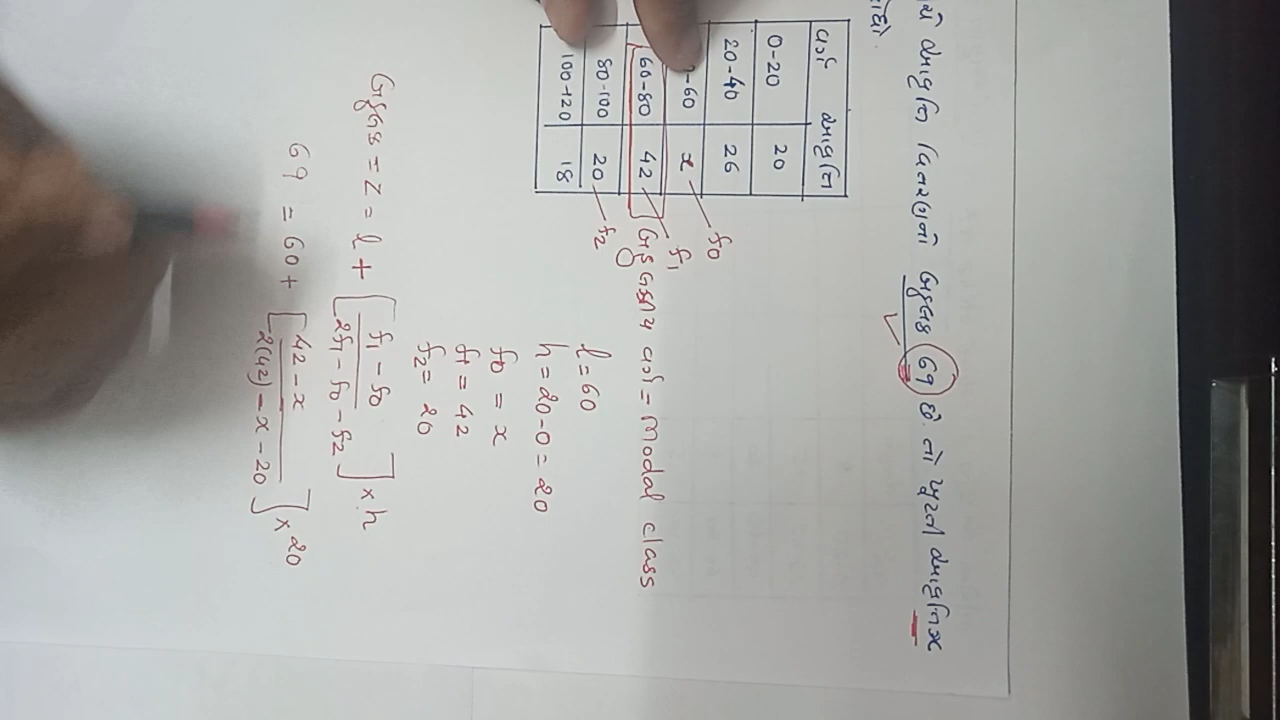 આવૃત્તિ વિતરણનો બહુલક 69 છે. તો ખૂટતી આવૃત્તિ x
શોધો.
વર્ગ આવૃત્તિ
0-20 20
20-40 26
-60 x f0
60-80 42 f1 બહુલકીય વર્ગ = Modal class
80-100 20 f2
100-120 18
l = 60
h = 20-0 = 20
f0 = x
f1 = 42
f2 = 20
બહુલક = Z = l + [f1 - f0 / 2f1 - f0 - f2] × h
69 = 60 + [42 - x / 2(42) - x - 20] × 20